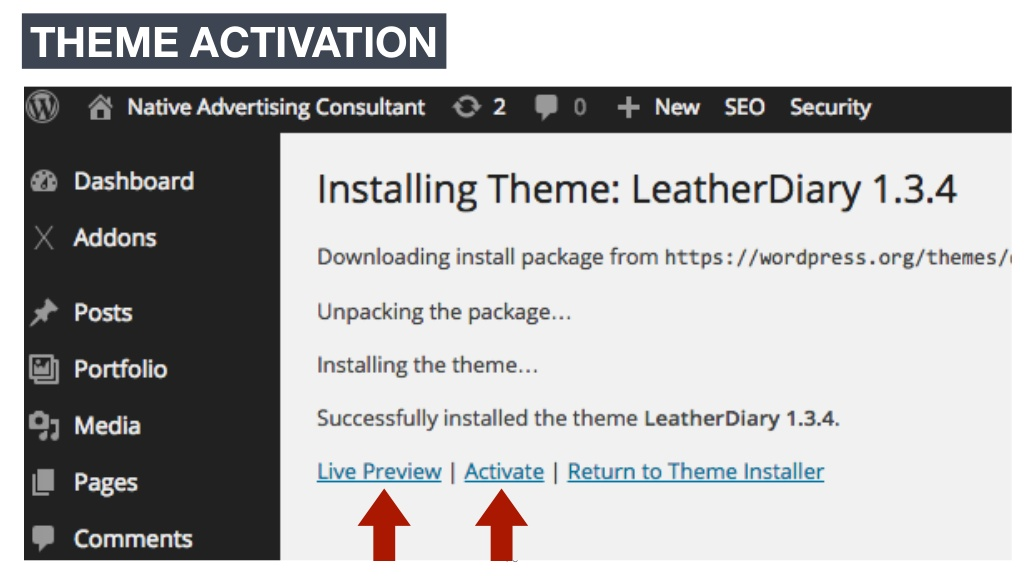 THEME ACTIVATION
Native Advertising Consultant 2 0 + New SEO Security
Dashboard
Addons
Posts
Portfolio
Media
Pages
Comments
Installing Theme: LeatherDiary 1.3.4
Downloading install package from https://wordpress.org/themes/
Unpacking the package…
Installing the theme…
Successfully installed the theme LeatherDiary 1.3.4.
Live Preview | Activate | Return to Theme Installer